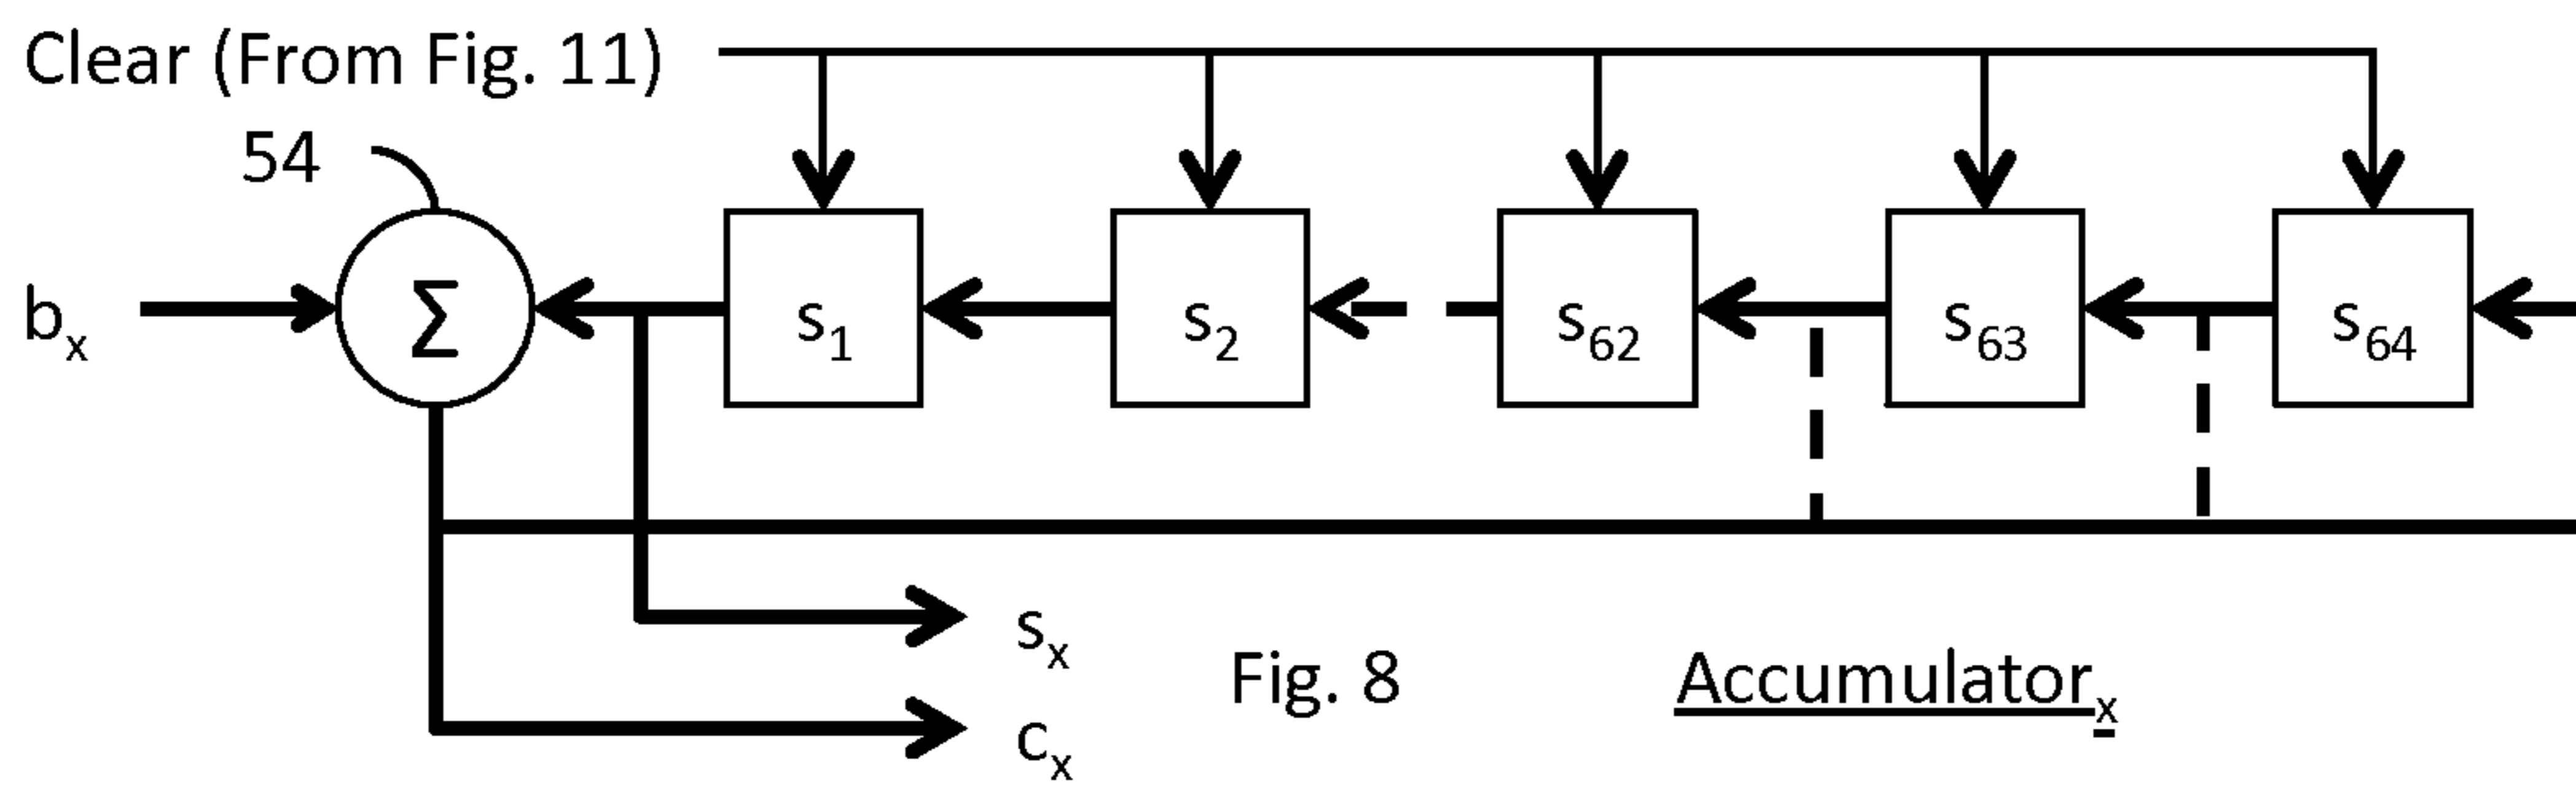 Clear (From Fig. 11)
54
bₓ Σ s₁ s₂ s₆₂ s₆₃ s₆₄
sₓ
Fig. 8 Accumulatorₓ
cₓ